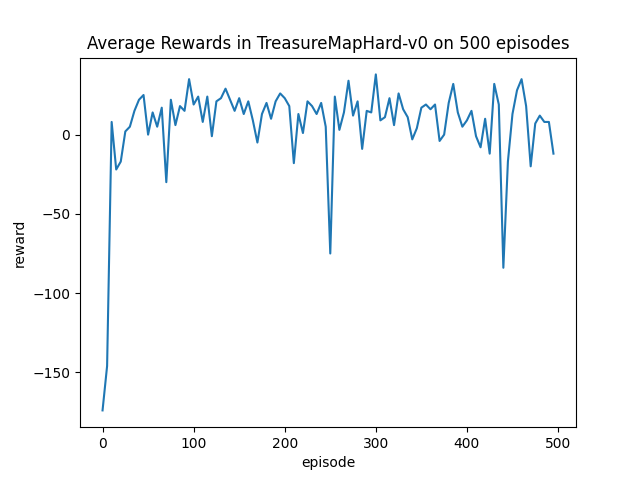 Average Rewards in TreasureMapHard-v0 on 500 episodes
reward
0
−50
−100
−150
0 100 200 300 400 500
episode